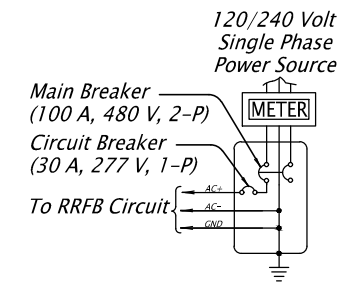 120/240 Volt
Single Phase
Power Source
METER
Main Breaker
(100 A, 480 V, 2-P)
Circuit Breaker
(30 A, 277 V, 1-P)
AC+
To RRFB Circuit
AC-
GND